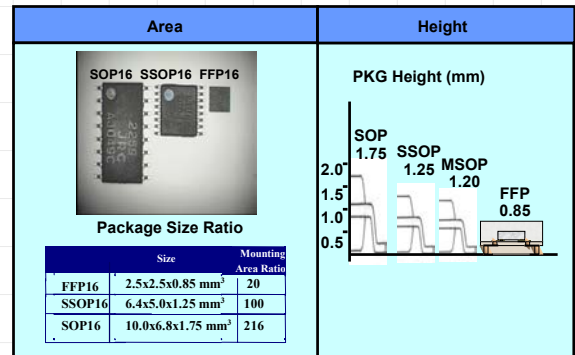 Area
Height
SOP16 SSOP16 FFP16
2255
JRC
Package Size Ratio
Size
Mounting
Area Ratio
FFP16 2.5x2.5x0.85 mm³ 20
SSOP16 6.4x5.0x1.25 mm³ 100
SOP16 10.0x6.8x1.75 mm³ 216
PKG Height (mm)
SOP
1.75
SSOP
1.25
MSOP
1.20
FFP
0.85
2.0
1.5
1.0
0.5